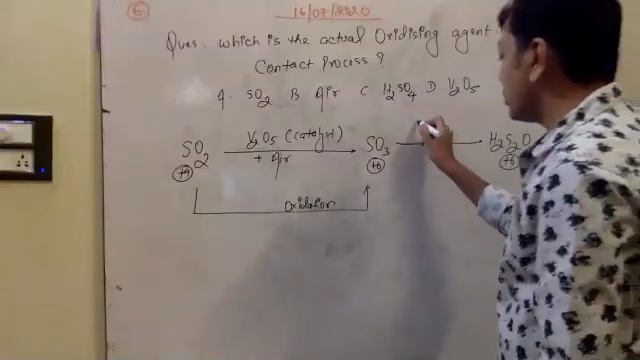 6
16/07/2020
Ques. which is the actual Oxidising agent
Contact Process ?
A. SO2 B Air C H2SO4 D V2O5
SO2 V2O5 (catalyst) SO3 H2S2O
+4 + Air +6 +6
Oxidation